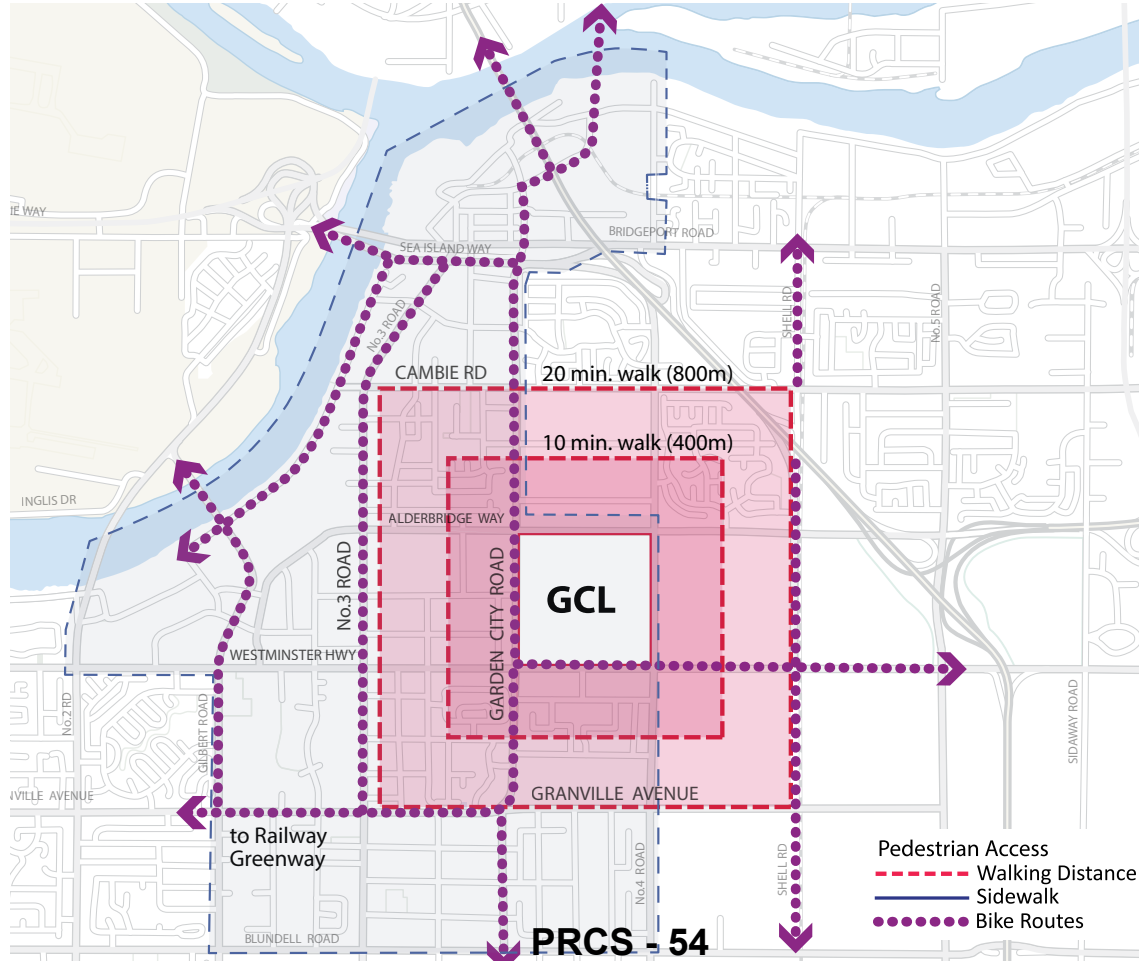 IE WAY
SEA ISLAND WAY
BRIDGEPORT ROAD
No.3 ROAD
SHELL RD
No.5 ROAD
CAMBIE RD
20 min. walk (800m)
10 min. walk (400m)
INGLIS DR
ALDERBRIDGE WAY
No.3 ROAD
GARDEN CITY ROAD
GCL
WESTMINSTER HWY
No.2 RD
GILBERT ROAD
SIDAWAY ROAD
NVILLE AVENUE
GRANVILLE AVENUE
to Railway
Greenway
No.4 ROAD
SHELL RD
Pedestrian Access
Walking Distance
Sidewalk
Bike Routes
BLUNDELL ROAD
PRCS - 54